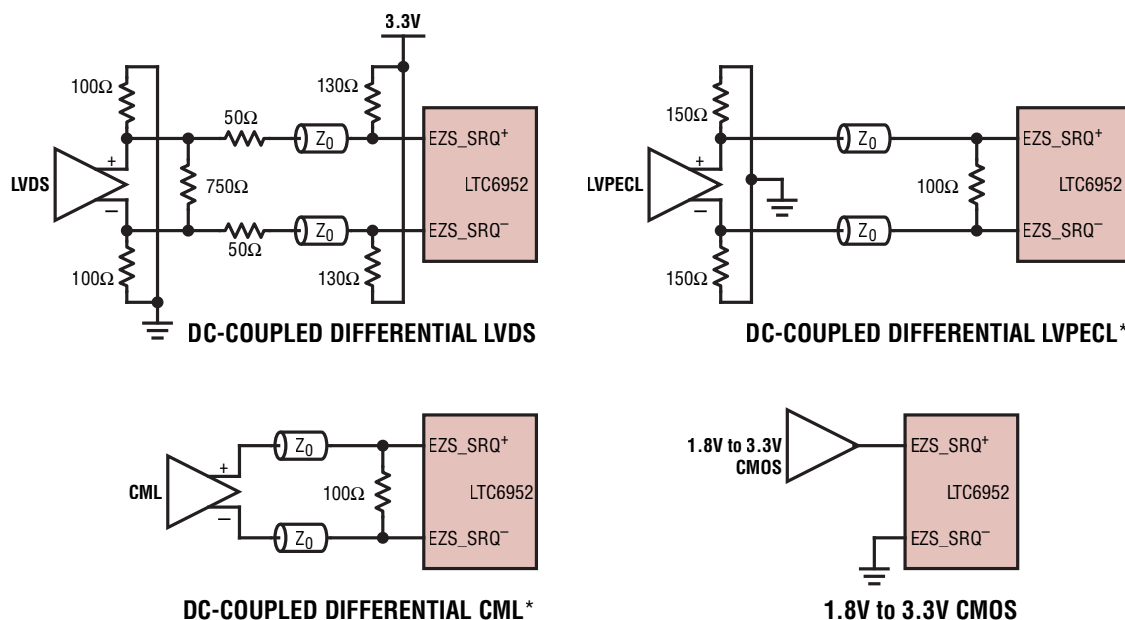 3.3V
100Ω
130Ω
50Ω
Z₀
EZS_SRQ⁺
+
LVDS
750Ω
LTC6952
–
Z₀
EZS_SRQ⁻
50Ω
100Ω
130Ω
DC-COUPLED DIFFERENTIAL LVDS
150Ω
Z₀
EZS_SRQ⁺
+
LVPECL
100Ω
LTC6952
–
Z₀
EZS_SRQ⁻
150Ω
DC-COUPLED DIFFERENTIAL LVPECL*
Z₀
EZS_SRQ⁺
+
CML
100Ω
LTC6952
–
Z₀
EZS_SRQ⁻
DC-COUPLED DIFFERENTIAL CML*
1.8V to 3.3V
CMOS
EZS_SRQ⁺
LTC6952
EZS_SRQ⁻
1.8V to 3.3V CMOS